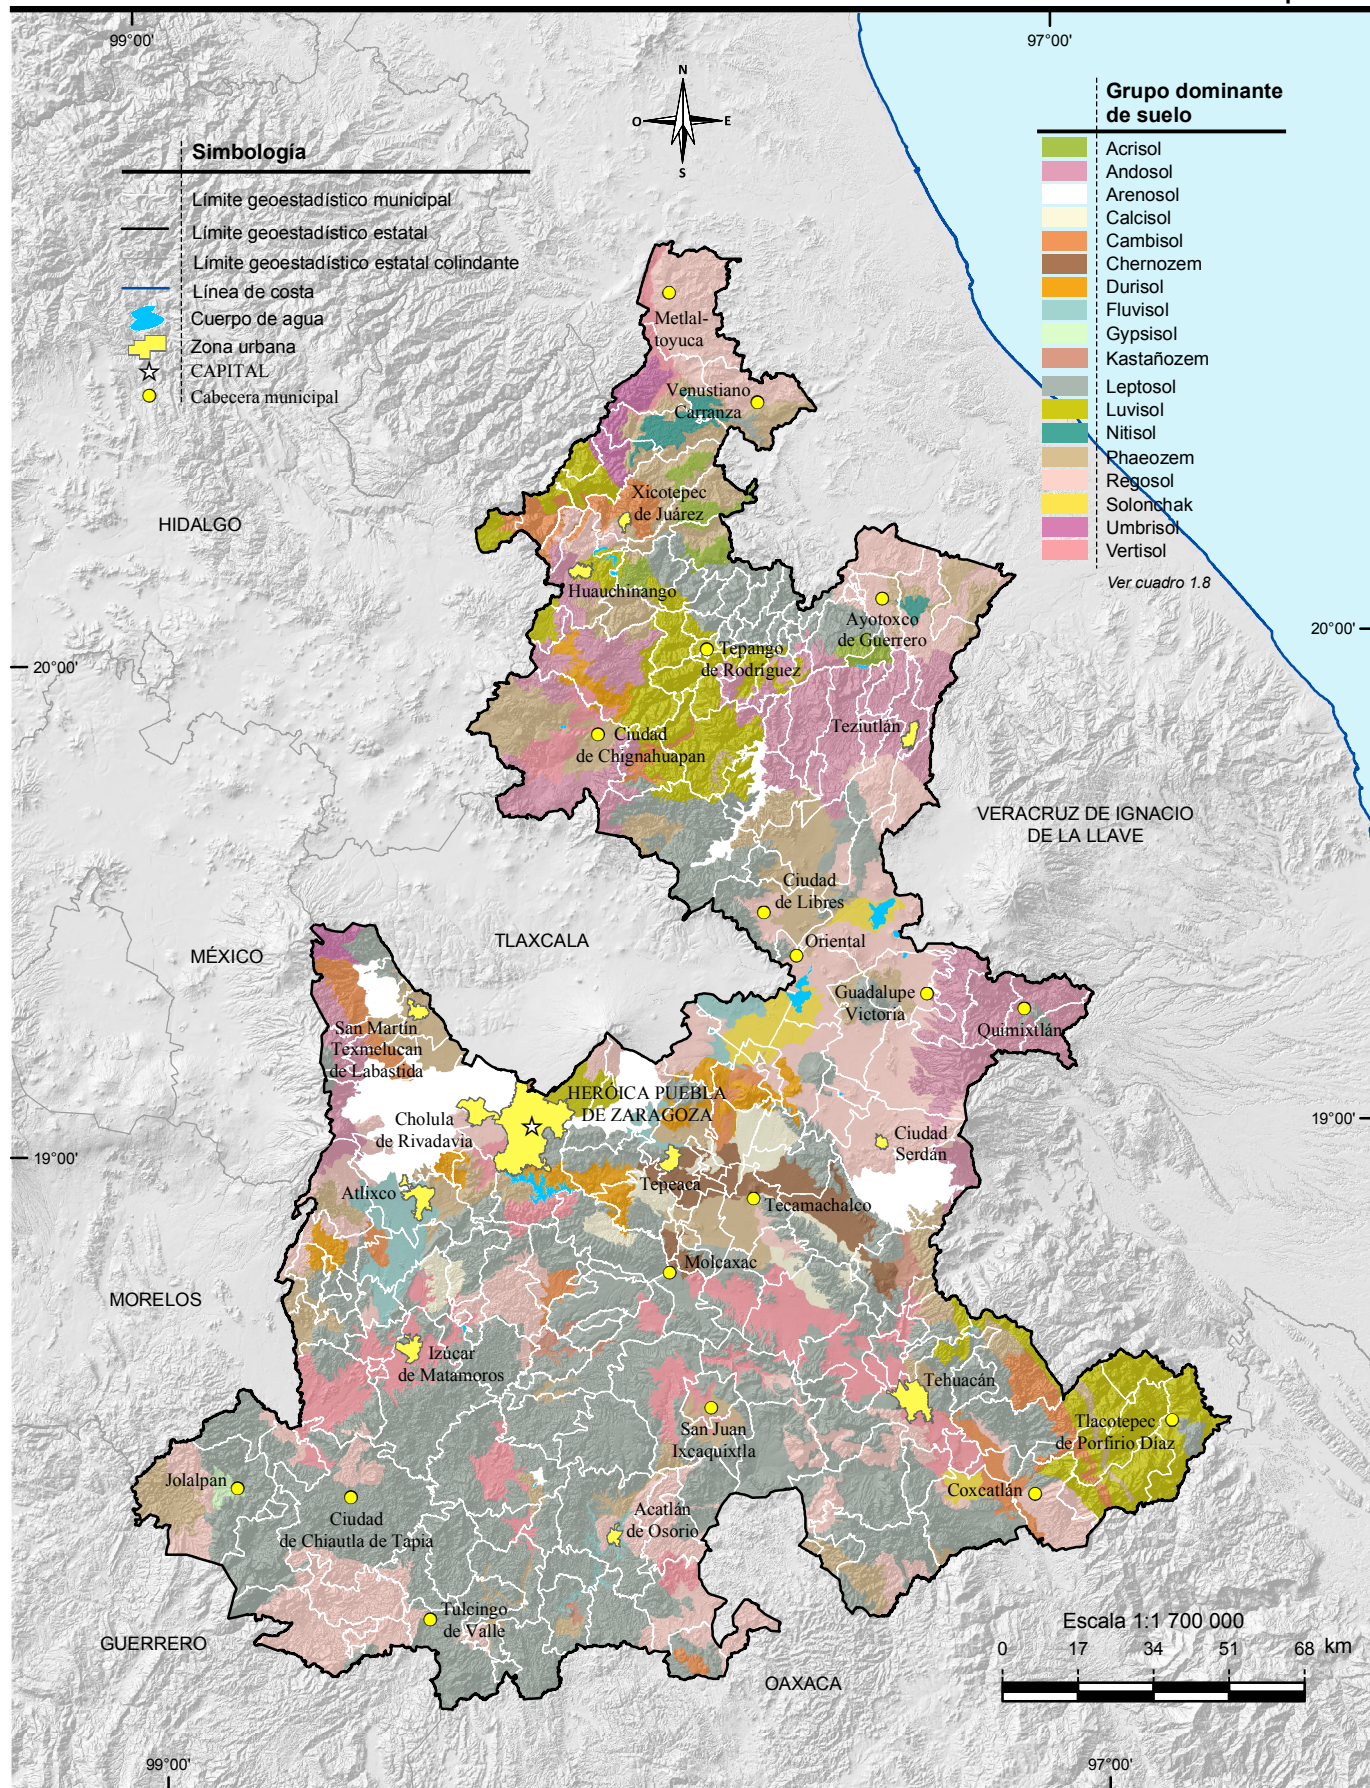 99°00'
97°00'
N
O
E
S
Simbología
Límite geoestadístico municipal
Límite geoestadístico estatal
Límite geoestadístico estatal colindante
Línea de costa
Cuerpo de agua
Zona urbana
CAPITAL
Cabecera municipal
Grupo dominante
de suelo
Acrisol
Andosol
Arenosol
Calcisol
Cambisol
Chernozem
Durisol
Fluvisol
Gypsisol
Kastañozem
Leptosol
Luvisol
Nitisol
Phaeozem
Regosol
Solonchak
Umbrisol
Vertisol
Ver cuadro 1.8
Metlal-
toyuca
Venustiano
Carranza
Xicotepec
de Juárez
HIDALGO
Huauchinango
Ayotoxco
de Guerrero
20°00'
20°00'
Tepango
de Rodríguez
Teziutlán
Ciudad
de Chignahuapan
VERACRUZ DE IGNACIO
DE LA LLAVE
Ciudad
de Libres
TLAXCALA
Oriental
MÉXICO
Guadalupe
Victoria
Quimixtlán
San Martín
Texmelucan
de Labastida
HEROICA PUEBLA
DE ZARAGOZA
Cholula
de Rivadavia
19°00'
19°00'
Ciudad
Serdán
Tepeaca
Atlixco
Tecamachalco
Molcaxac
MORELOS
Izúcar
de Matamoros
Tehuacán
San Juan
Ixcaquixtla
Tlacotepec
de Porfirio Díaz
Jolalpan
Coxcatlán
Ciudad
de Chiautla de Tapia
Acatlán
de Osorio
Tulcingo
de Valle
GUERRERO
OAXACA
Escala 1:1 700 000
0 17 34 51 68 km
99°00'
97°00'